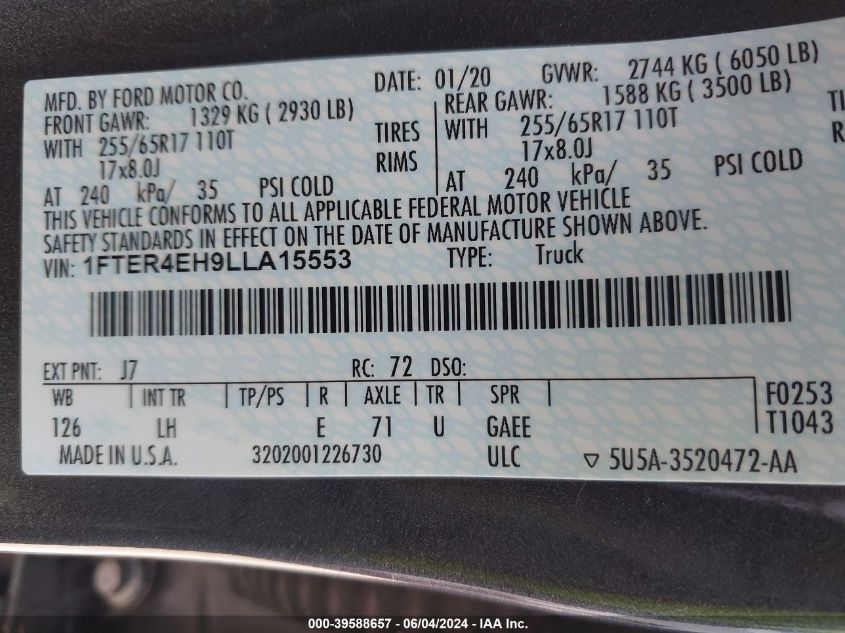 MFD. BY FORD MOTOR CO. DATE: 01/20 GVWR: 2744 KG ( 6050 LB)
FRONT GAWR: 1329 KG ( 2930 LB) REAR GAWR: 1588 KG ( 3500 LB)
WITH 255/65R17 110T TIRES WITH 255/65R17 110T TI
17x8.0J RIMS 17x8.0J R
AT 240 kPa/ 35 PSI COLD AT 240 kPa/ 35 PSI COLD
THIS VEHICLE CONFORMS TO ALL APPLICABLE FEDERAL MOTOR VEHICLE
SAFETY STANDARDS IN EFFECT ON THE DATE OF MANUFACTURE SHOWN ABOVE.
VIN: 1FTER4EH9LLA15553 TYPE: Truck
EXT PNT: J7 RC: 72 DSO:
WB INT TR TP/PS R AXLE TR SPR F0253
126 LH E 71 U GAEE T1043
MADE IN U.S.A. 3202001226730 ULC ▽ 5U5A-3520472-AA
000-39588657 - 06/04/2024 - IAA Inc.